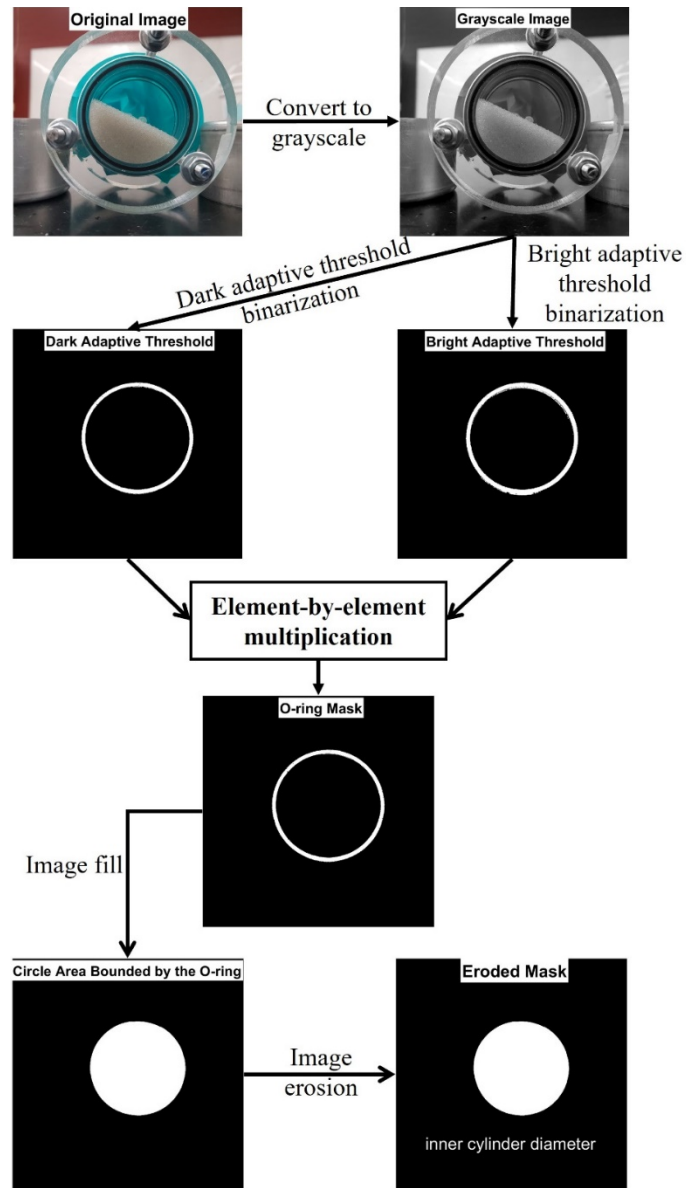 Original Image
Grayscale Image
Convert to
grayscale
Dark adaptive threshold
binarization
Bright adaptive
threshold
binarization
Dark Adaptive Threshold
Bright Adaptive Threshold
Element-by-element
multiplication
O-ring Mask
Image fill
Circle Area Bounded by the O-ring
Eroded Mask
Image
erosion
inner cylinder diameter